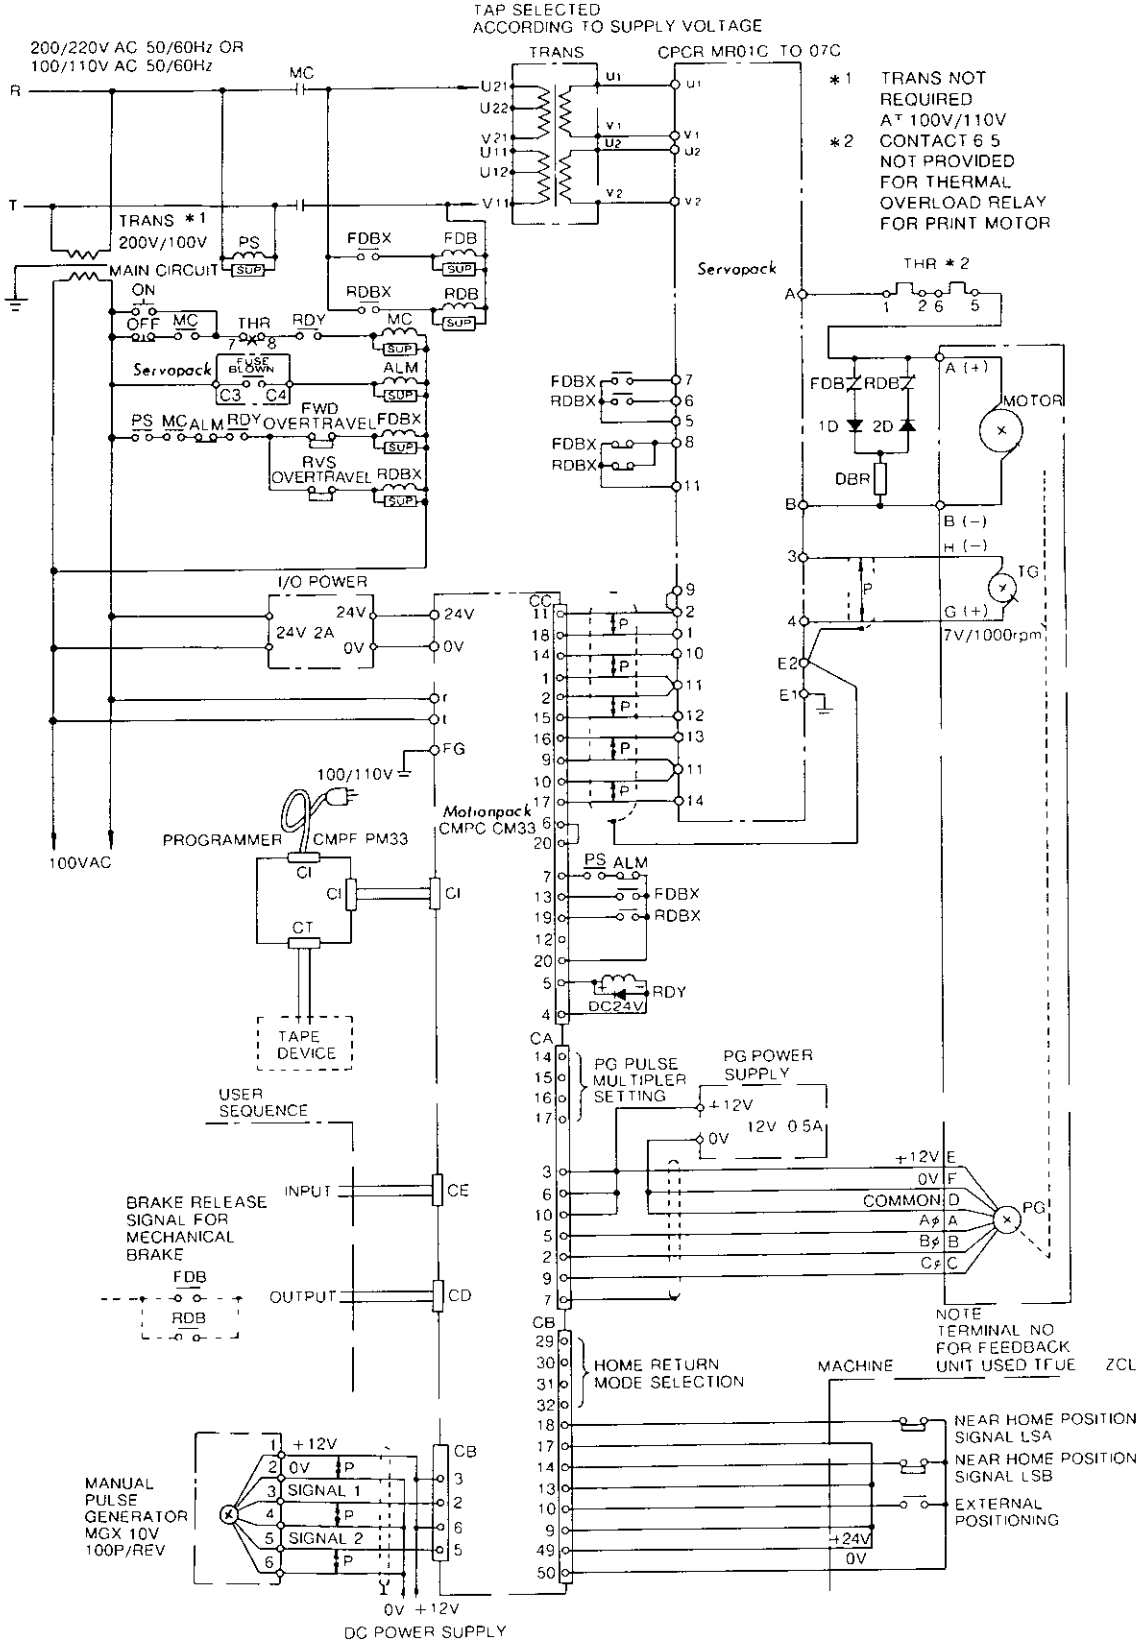 TAP SELECTED
ACCORDING TO SUPPLY VOLTAGE
200/220V AC 50/60Hz OR
100/110V AC 50/60Hz
TRANS
CPCR MR01C TO 07C
R
MC
U21
U22
V21
U11
U12
V11
U1
V1
U2
V2
U1
V1
U2
V2
*1 TRANS NOT
REQUIRED
AT 100V/110V
*2 CONTACT 6 5
NOT PROVIDED
FOR THERMAL
OVERLOAD RELAY
FOR PRINT MOTOR
T
TRANS *1
200V/100V
PS
SUP
FDBX
FDB
SUP
RDBX
RDB
SUP
MAIN CIRCUIT
ON
OFF
MC
THR
7 8
RDY
MC
SUP
Servopack
FUSE
BLOWN
C3 C4
ALM
SUP
PS MC ALM RDY
FWD
OVERTRAVEL
FDBX
SUP
RVS
OVERTRAVEL
RDBX
SUP
Servopack
THR *2
A
1 2 6 5
FDBX
7
RDBX
6
5
FDBX
8
RDBX
11
FDB
RDB
1D
2D
DBR
A (+)
MOTOR
B
B (-)
3
H (-)
TG
P
4
G (+)
7V/1000rpm
E2
E1
I/O POWER
24V
24V 2A
0V
24V
0V
r
t
FG
CC
11
18
14
1
2
15
16
9
10
17
6
20
P
P
P
P
P
9
2
1
10
11
12
13
11
14
100VAC
100/110V
PROGRAMMER
CMPF PM33
CI
CI
CT
CI
TAPE
DEVICE
Motionpack
CMPC CM33
7
PS ALM
13
FDBX
19
RDBX
12
20
5
+ -
RDY
DC24V
4
CA
14
15
16
17
PG PULSE
MULTIPLER
SETTING
PG POWER
SUPPLY
+12V
12V 0 5A
0V
USER
SEQUENCE
INPUT
CE
BRAKE RELEASE
SIGNAL FOR
MECHANICAL
BRAKE
FDB
RDB
OUTPUT
CD
3
6
10
5
2
9
7
+12V E
0V F
COMMON D
Aφ A
Bφ B
Cφ C
PG
NOTE
TERMINAL NO
FOR FEEDBACK
UNIT USED TFUE ZCL
CB
29
30
31
32
HOME RETURN
MODE SELECTION
MACHINE
18
NEAR HOME POSITION
SIGNAL LSA
17
14
NEAR HOME POSITION
SIGNAL LSB
13
10
EXTERNAL
POSITIONING
9
+24V
49
0V
50
MANUAL
PULSE
GENERATOR
MGX 10V
100P/REV
1 +12V
2 0V
3 SIGNAL 1
4
5 SIGNAL 2
6
P
P
P
CB
3
2
6
5
0V +12V
DC POWER SUPPLY